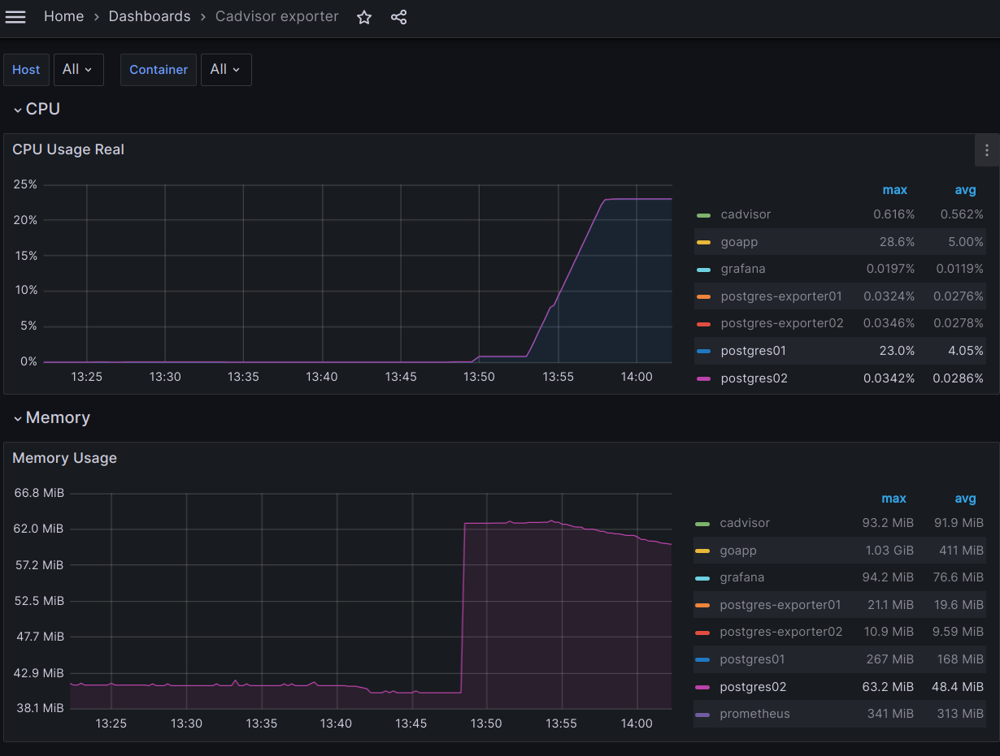 Home › Dashboards › Cadvisor exporter
Host All Container All
CPU
CPU Usage Real
25%
20%
15%
10%
5%
0%
13:25 13:30 13:35 13:40 13:45 13:50 13:55 14:00
max avg
cadvisor 0.616% 0.562%
goapp 28.6% 5.00%
grafana 0.0197% 0.0119%
postgres-exporter01 0.0324% 0.0276%
postgres-exporter02 0.0346% 0.0278%
postgres01 23.0% 4.05%
postgres02 0.0342% 0.0286%
Memory
Memory Usage
66.8 MiB
62.0 MiB
57.2 MiB
52.5 MiB
47.7 MiB
42.9 MiB
38.1 MiB
13:25 13:30 13:35 13:40 13:45 13:50 13:55 14:00
max avg
cadvisor 93.2 MiB 91.9 MiB
goapp 1.03 GiB 411 MiB
grafana 94.2 MiB 76.6 MiB
postgres-exporter01 21.1 MiB 19.6 MiB
postgres-exporter02 10.9 MiB 9.59 MiB
postgres01 267 MiB 168 MiB
postgres02 63.2 MiB 48.4 MiB
prometheus 341 MiB 313 MiB